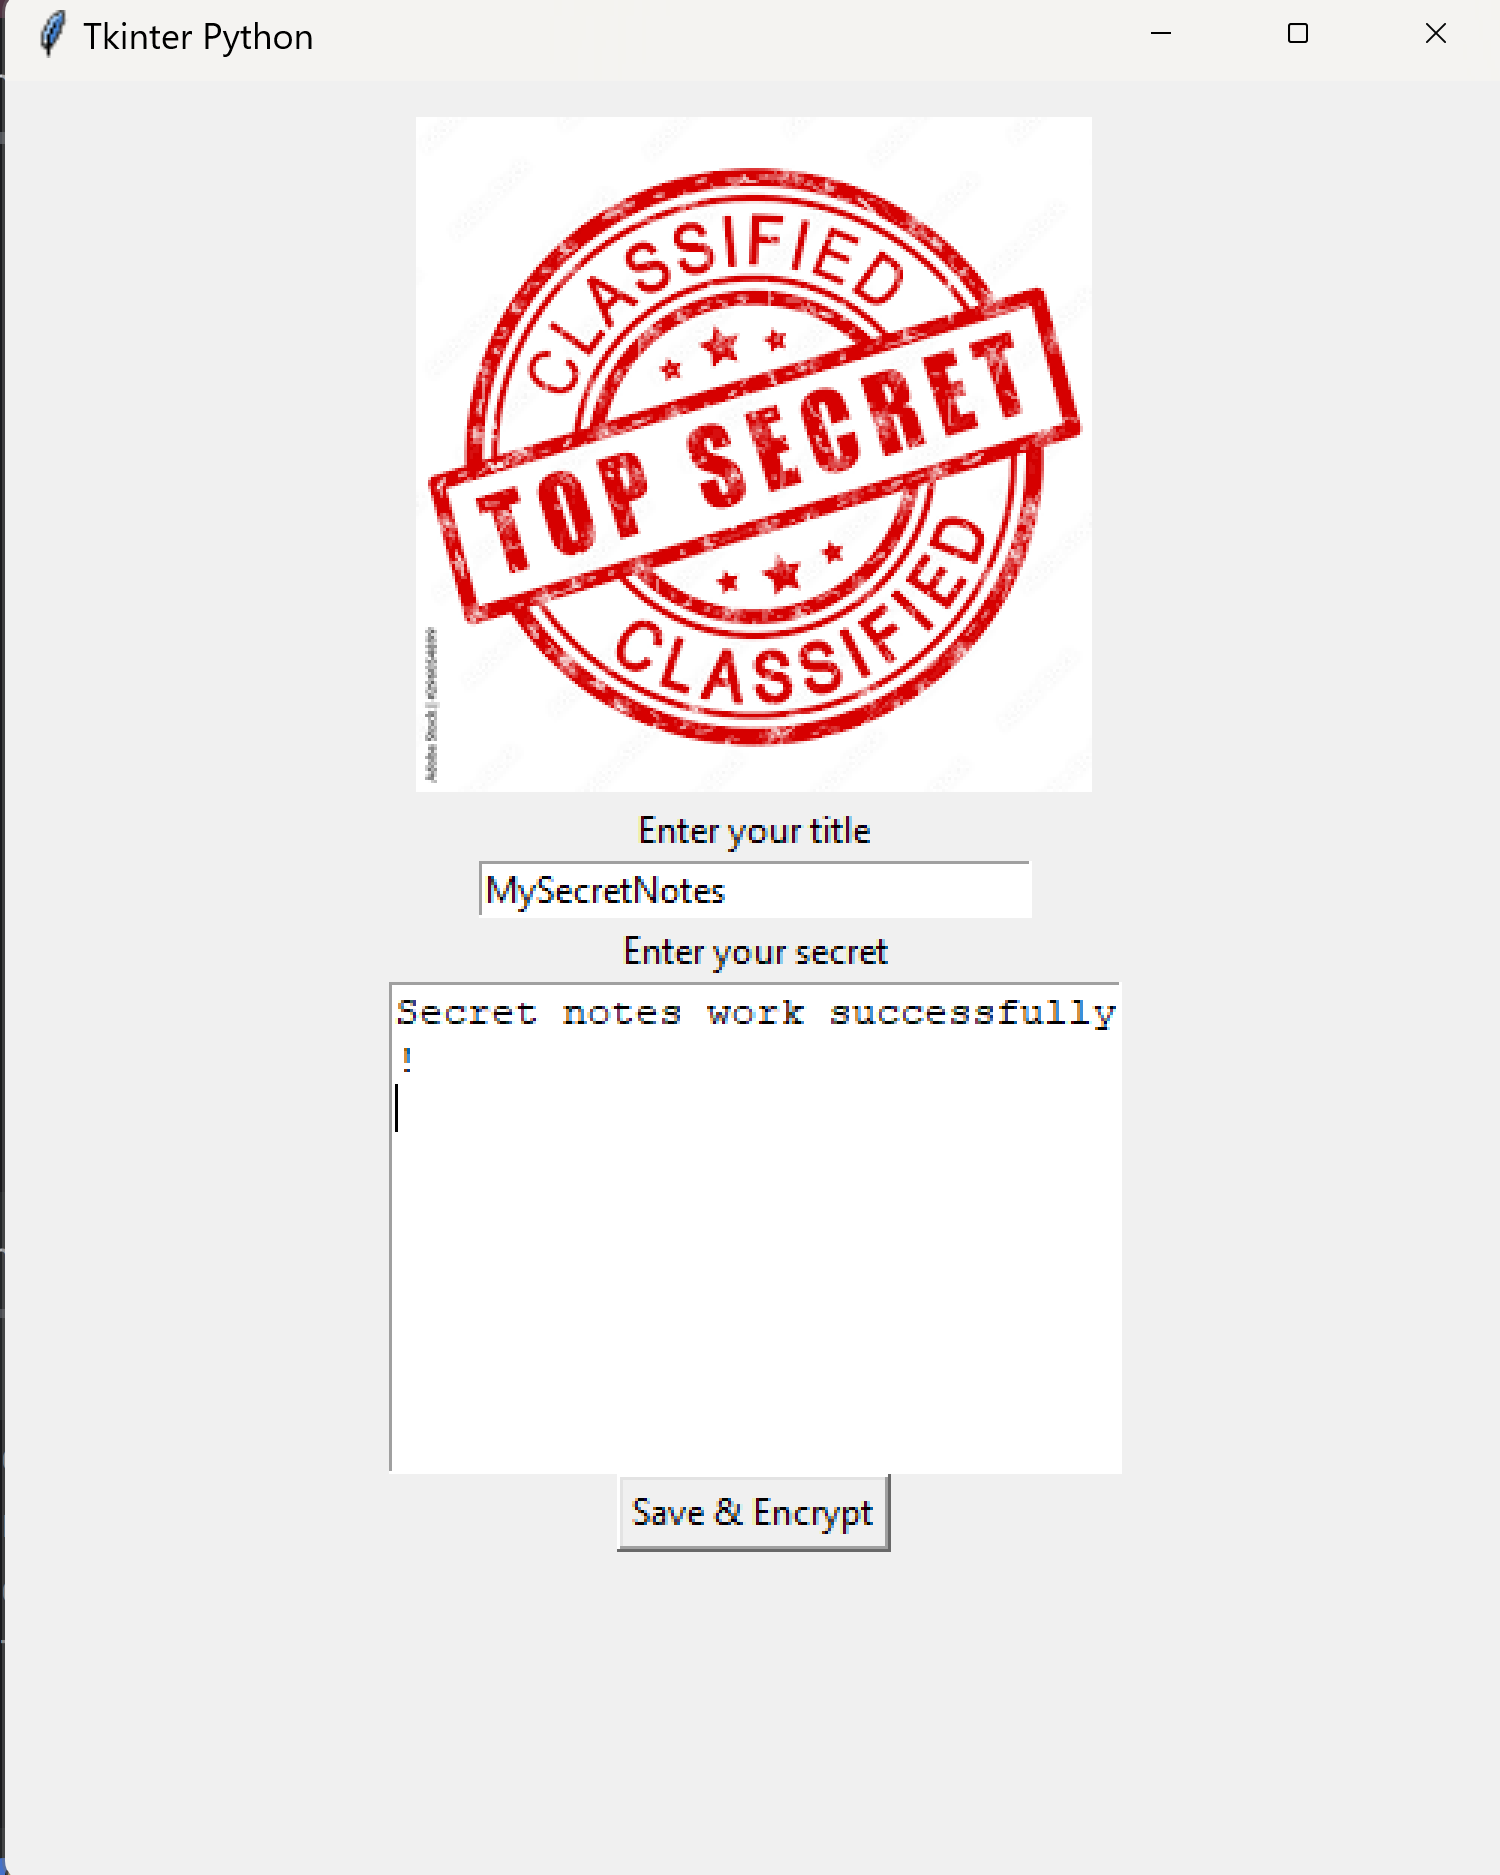 Tkinter Python
CLASSIFIED
TOP SECRET
CLASSIFIED
Adobe Stock |
Enter your title
MySecretNotes
Enter your secret
Secret notes work successfully
!
Save & Encrypt